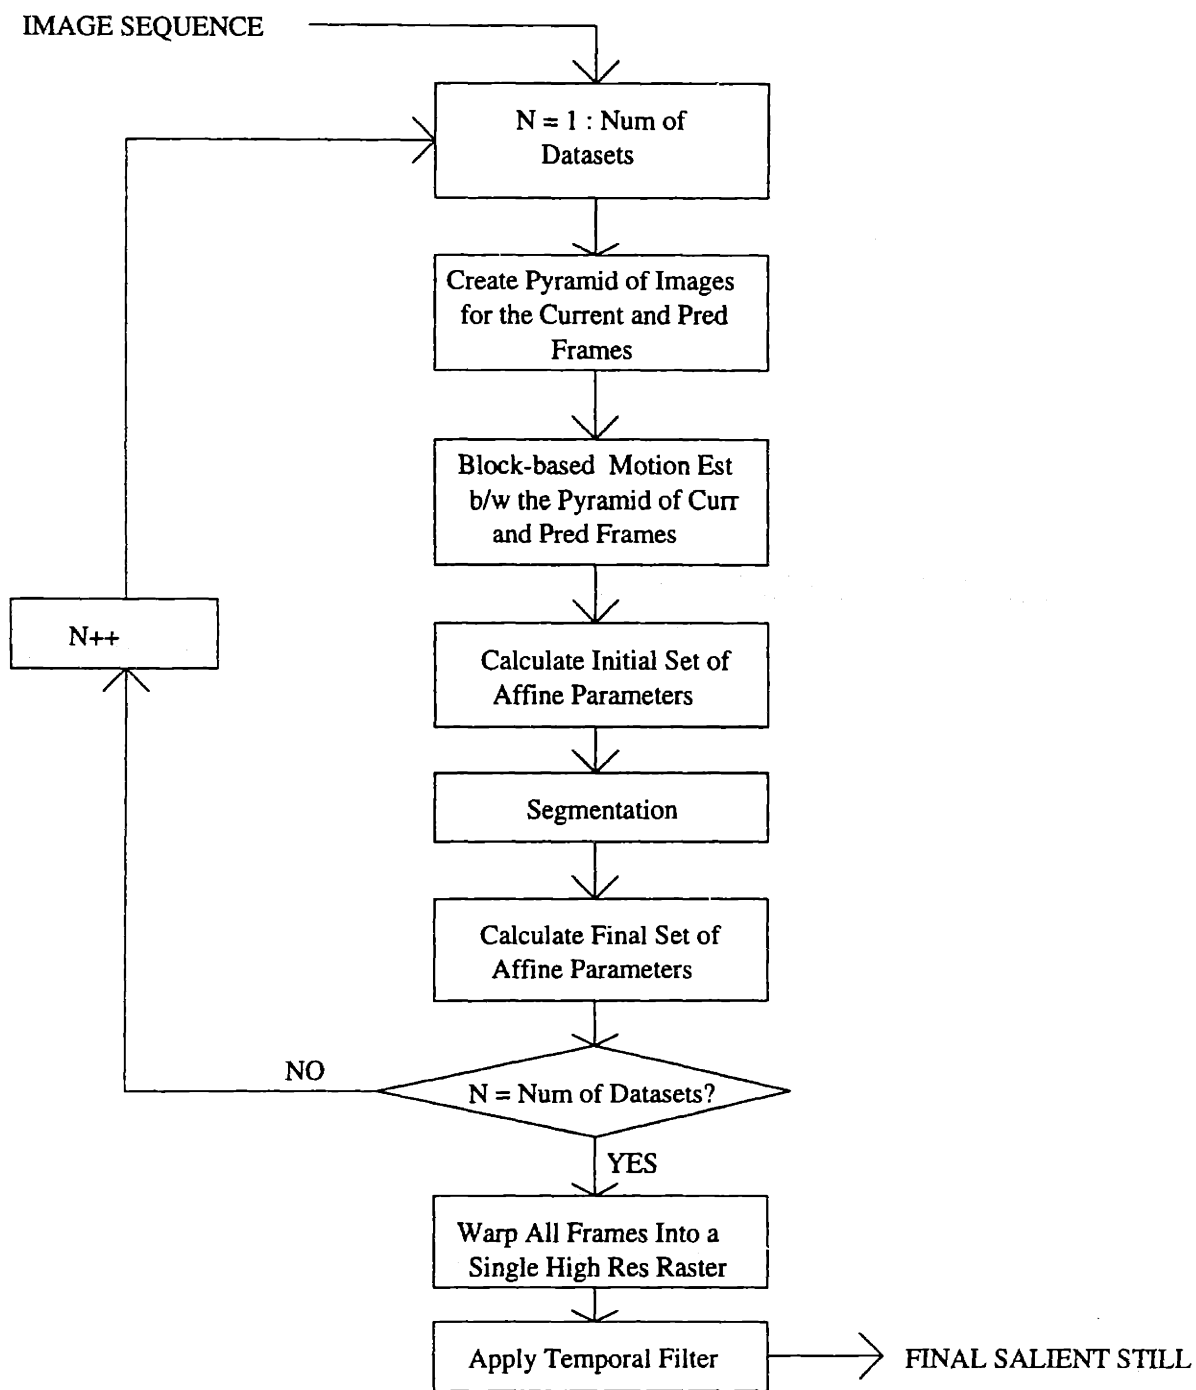 IMAGE SEQUENCE
N = 1 : Num of
Datasets
Create Pyramid of Images
for the Current and Pred
Frames
Block-based Motion Est
b/w the Pyramid of Curr
and Pred Frames
N++
Calculate Initial Set of
Affine Parameters
Segmentation
Calculate Final Set of
Affine Parameters
NO
N = Num of Datasets?
YES
Warp All Frames Into a
Single High Res Raster
Apply Temporal Filter
FINAL SALIENT STILL